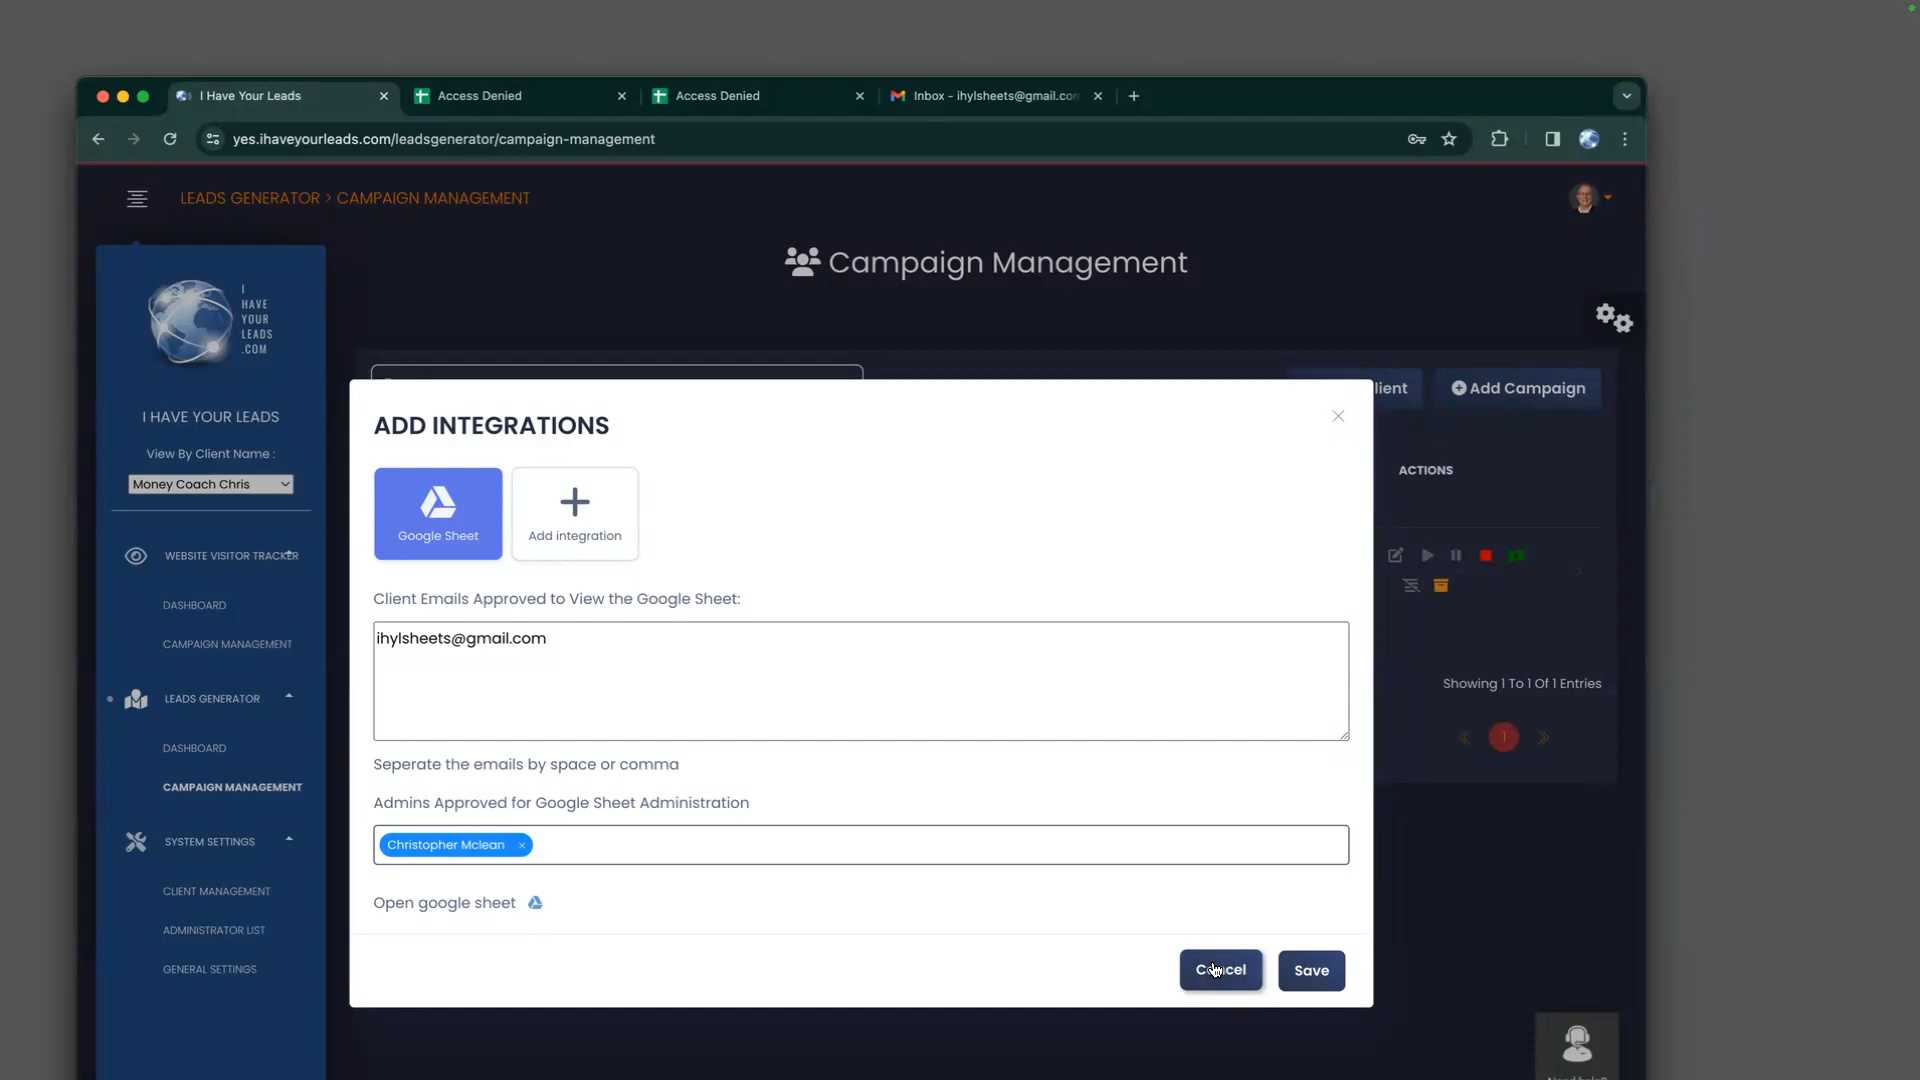 I Have Your Leads
Access Denied
Access Denied
Inbox - ihylsheets@gmail.con
yes.ihaveyourleads.com/leadsgenerator/campaign-management
LEADS GENERATOR > CAMPAIGN MANAGEMENT
Campaign Management
I
HAVE
YOUR
LEADS
.COM
I HAVE YOUR LEADS
View By Client Name :
Money Coach Chris
WEBSITE VISITOR TRACKER
DASHBOARD
CAMPAIGN MANAGEMENT
LEADS GENERATOR
DASHBOARD
CAMPAIGN MANAGEMENT
SYSTEM SETTINGS
CLIENT MANAGEMENT
ADMINISTRATOR LIST
GENERAL SETTINGS
lient
Add Campaign
ACTIONS
Showing 1 To 1 Of 1 Entries
1
ADD INTEGRATIONS
Google Sheet
Add integration
Client Emails Approved to View the Google Sheet:
ihylsheets@gmail.com
Seperate the emails by space or comma
Admins Approved for Google Sheet Administration
Christopher Mclean ×
Open google sheet
Cancel
Save